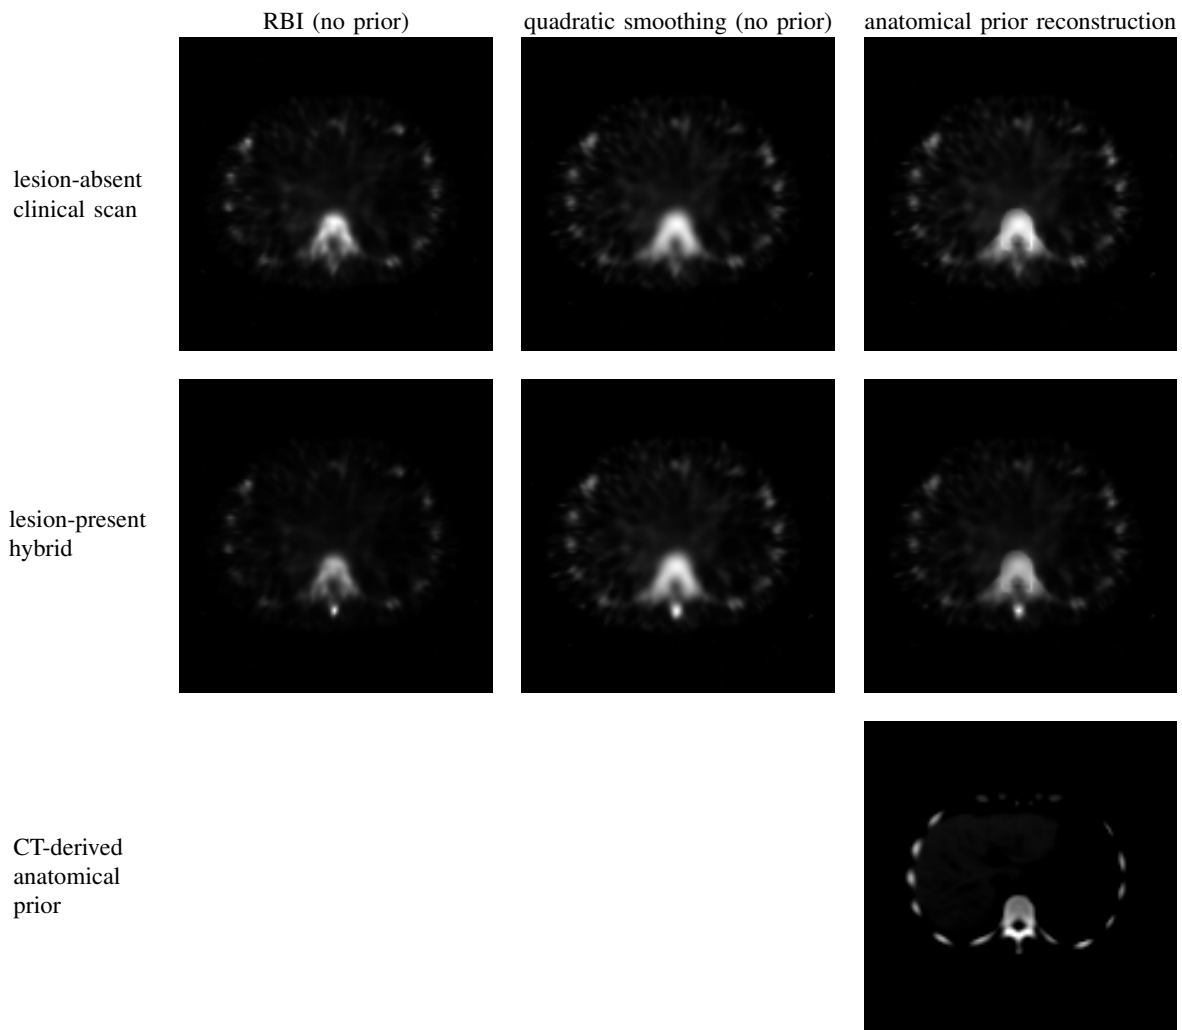 RBI (no prior)
quadratic smoothing (no prior)
anatomical prior reconstruction
lesion-absent
clinical scan
lesion-present
hybrid
CT-derived
anatomical
prior